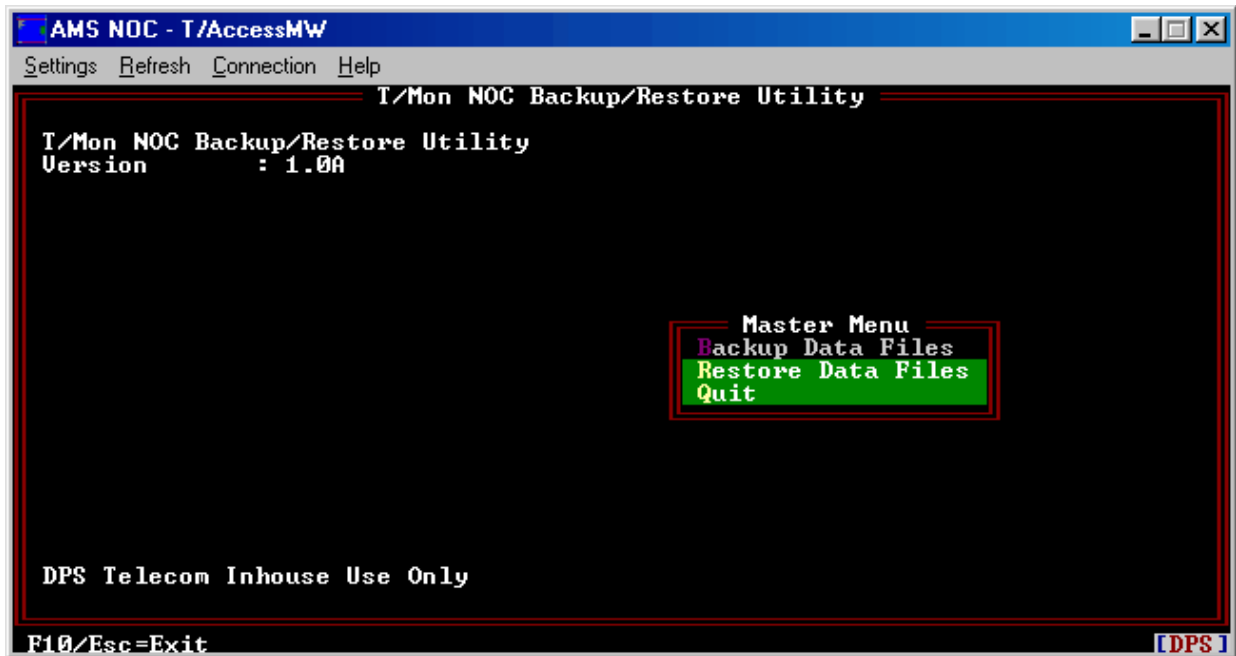 AMS NOC - T/AccessMW
Settings Refresh Connection Help
T/Mon NOC Backup/Restore Utility
T/Mon NOC Backup/Restore Utility
Version : 1.0A
Master Menu
Backup Data Files
Restore Data Files
Quit
DPS Telecom Inhouse Use Only
F10/Esc=Exit [DPS]